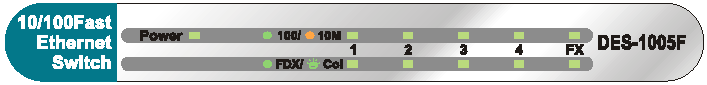 10/100Fast
Ethernet
Switch
Power 100/ 10M
1 2 3 4 FX
FDX/ Col
DES-1005F